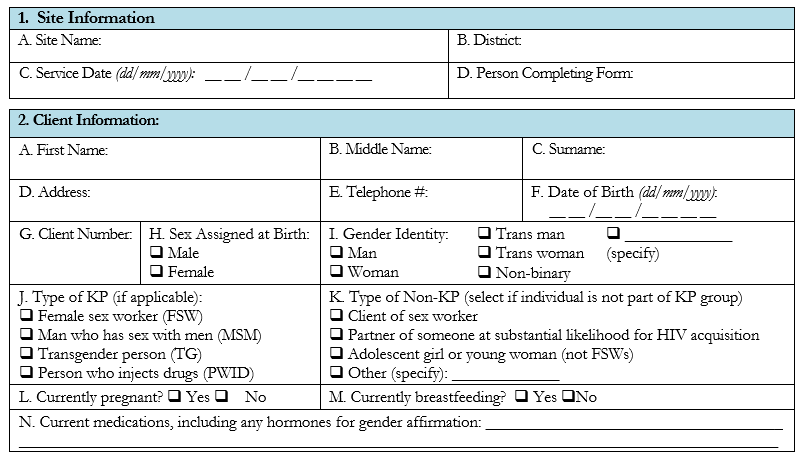 1. Site Information
A. Site Name: B. District:
C. Service Date (dd/mm/yyyy): __ __ /__ __ /__ __ __ __ D. Person Completing Form:
2. Client Information:
A. First Name: B. Middle Name: C. Surname:
D. Address: E. Telephone #: F. Date of Birth (dd/mm/yyyy):
__ __ /__ __ /__ __ __ __
G. Client Number: H. Sex Assigned at Birth: I. Gender Identity: ❑ Trans man ❑ ____________
❑ Male ❑ Man ❑ Trans woman (specify)
❑ Female ❑ Woman ❑ Non-binary
J. Type of KP (if applicable): K. Type of Non-KP (select if individual is not part of KP group)
❑ Female sex worker (FSW) ❑ Client of sex worker
❑ Man who has sex with men (MSM) ❑ Partner of someone at substantial likelihood for HIV acquisition
❑ Transgender person (TG) ❑ Adolescent girl or young woman (not FSWs)
❑ Person who injects drugs (PWID) ❑ Other (specify): ____________
L. Currently pregnant? ❑ Yes ❑ No M. Currently breastfeeding? ❑ Yes ❑No
N. Current medications, including any hormones for gender affirmation: ____________